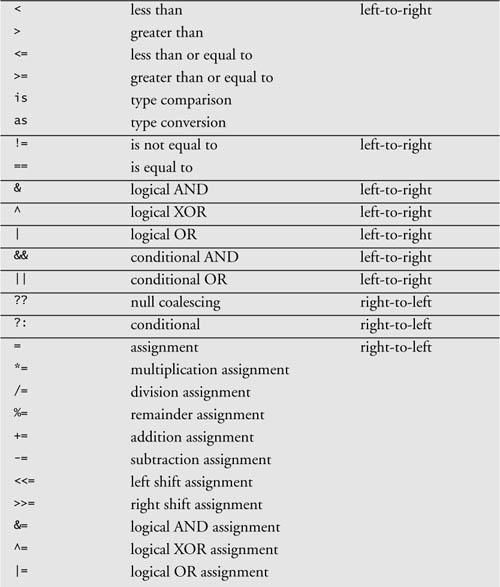 < less than left-to-right
> greater than
<= less than or equal to
>= greater than or equal to
is type comparison
as type conversion
!= is not equal to left-to-right
== is equal to
& logical AND left-to-right
^ logical XOR left-to-right
| logical OR left-to-right
&& conditional AND left-to-right
|| conditional OR left-to-right
?? null coalescing right-to-left
?: conditional right-to-left
= assignment right-to-left
*= multiplication assignment
/= division assignment
%= remainder assignment
+= addition assignment
-= subtraction assignment
<<= left shift assignment
>>= right shift assignment
&= logical AND assignment
^= logical XOR assignment
|= logical OR assignment